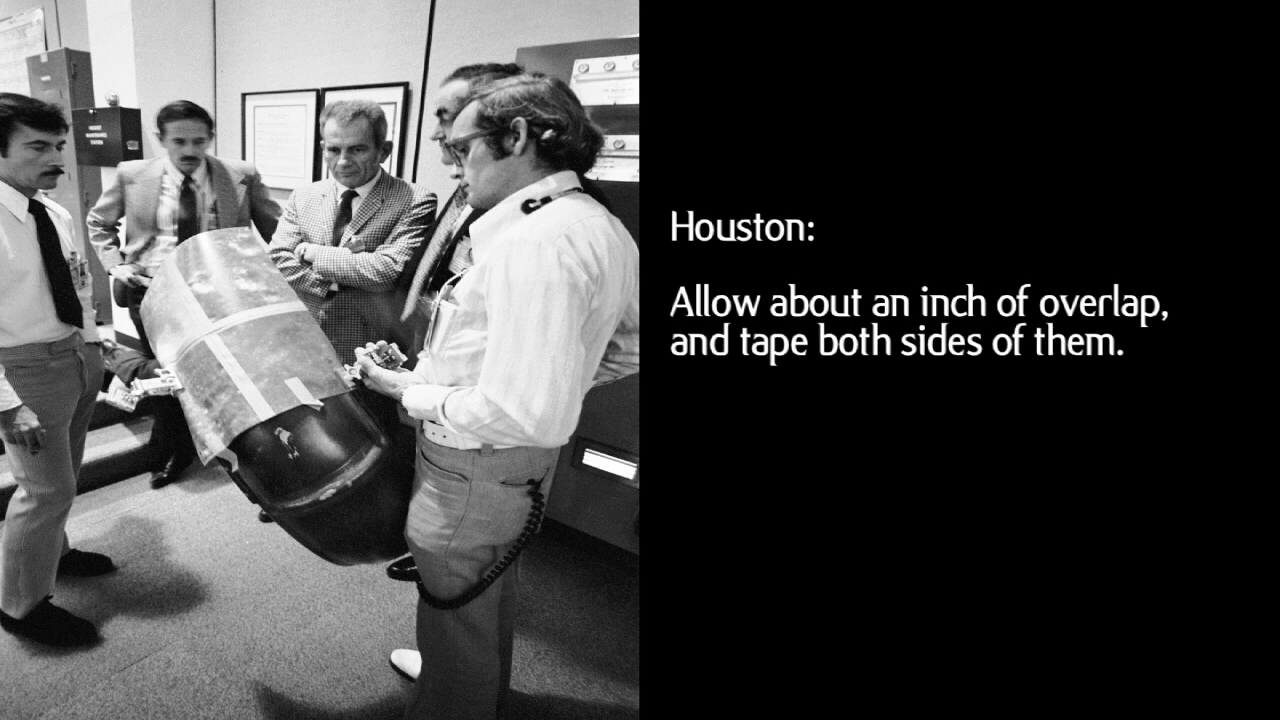 Houston:
Allow about an inch of overlap,
and tape both sides of them.